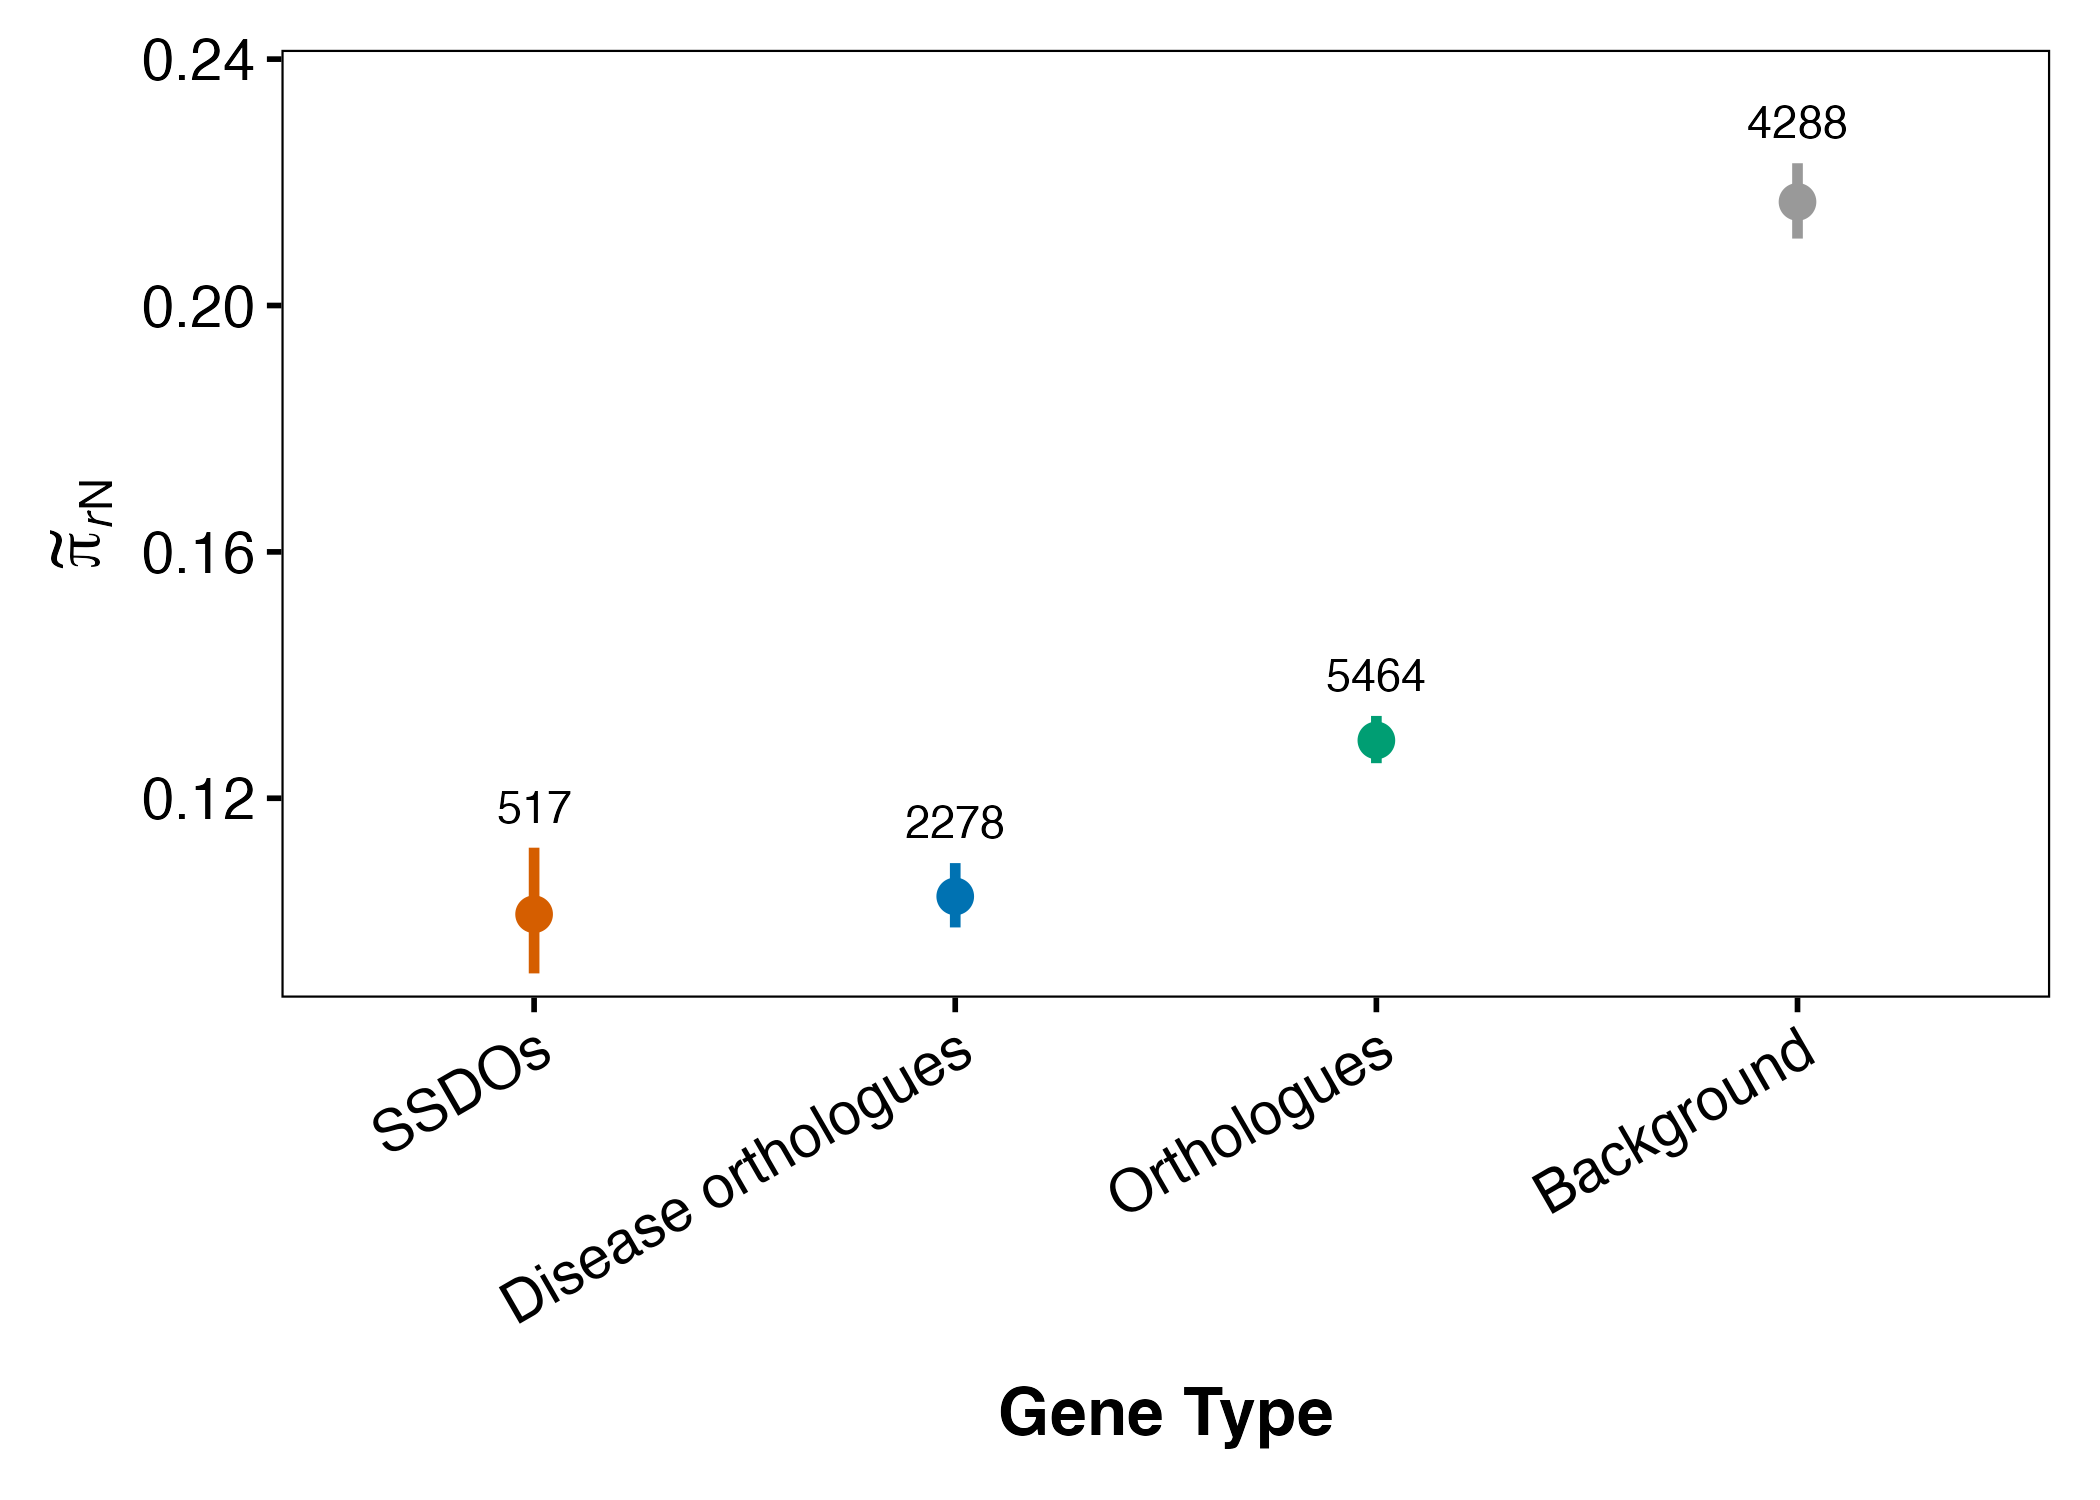 0.24
0.20
0.16
0.12
π̃rN
4288
5464
517
2278
SSDOs
Disease orthologues
Orthologues
Background
Gene Type